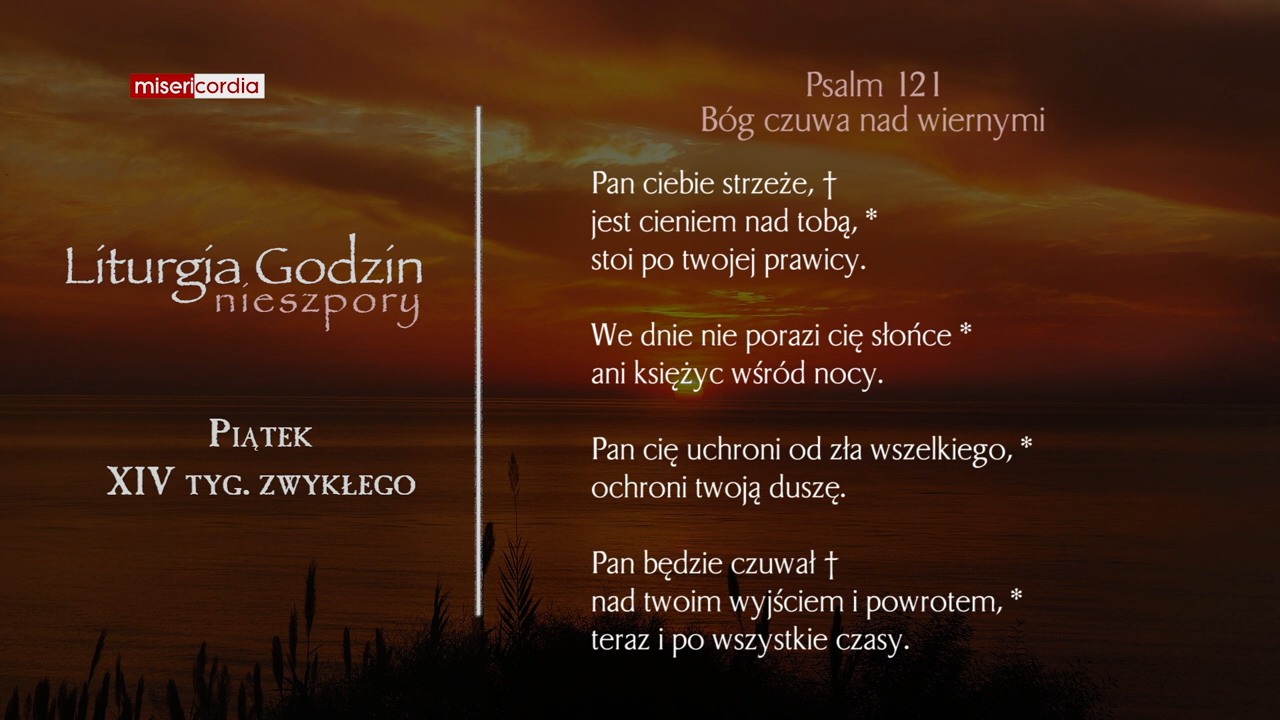 misericordia
Liturgia Godzin
nieszpory
Piątek
XIV tyg. zwykłego
Psalm 121
Bóg czuwa nad wiernymi
Pan ciebie strzeże, †
jest cieniem nad tobą, *
stoi po twojej prawicy.
We dnie nie porazi cię słońce *
ani księżyc wśród nocy.
Pan cię uchroni od zła wszelkiego, *
ochroni twoją duszę.
Pan będzie czuwał †
nad twoim wyjściem i powrotem, *
teraz i po wszystkie czasy.